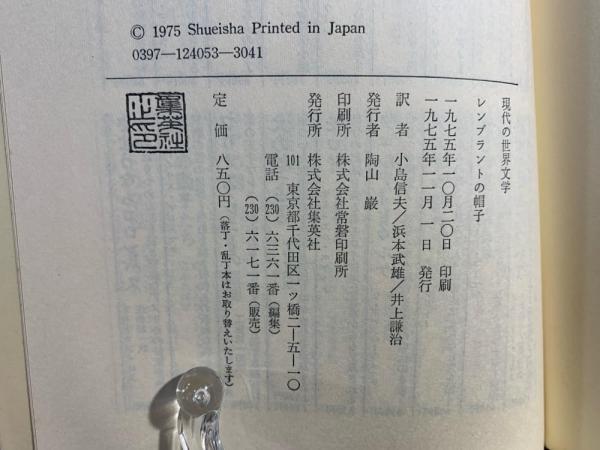 © 1975 Shueisha Printed in Japan
0397—124053—3041
現代の世界文学
レンブラントの帽子
一九七五年一〇月二〇日 印刷
一九七五年一一月 一日 発行
訳 者 小島信夫/浜本武雄/井上謙治
発行者 陶山 巌
印刷所 株式会社常磐印刷所
発行所 株式会社集英社
101 東京都千代田区一ッ橋二—五—一〇
電話 (230) 六三六一番(編集)
(230) 六一七一番(販売)
定 価 八五〇円(落丁・乱丁本はお取り替えいたします)
集英社